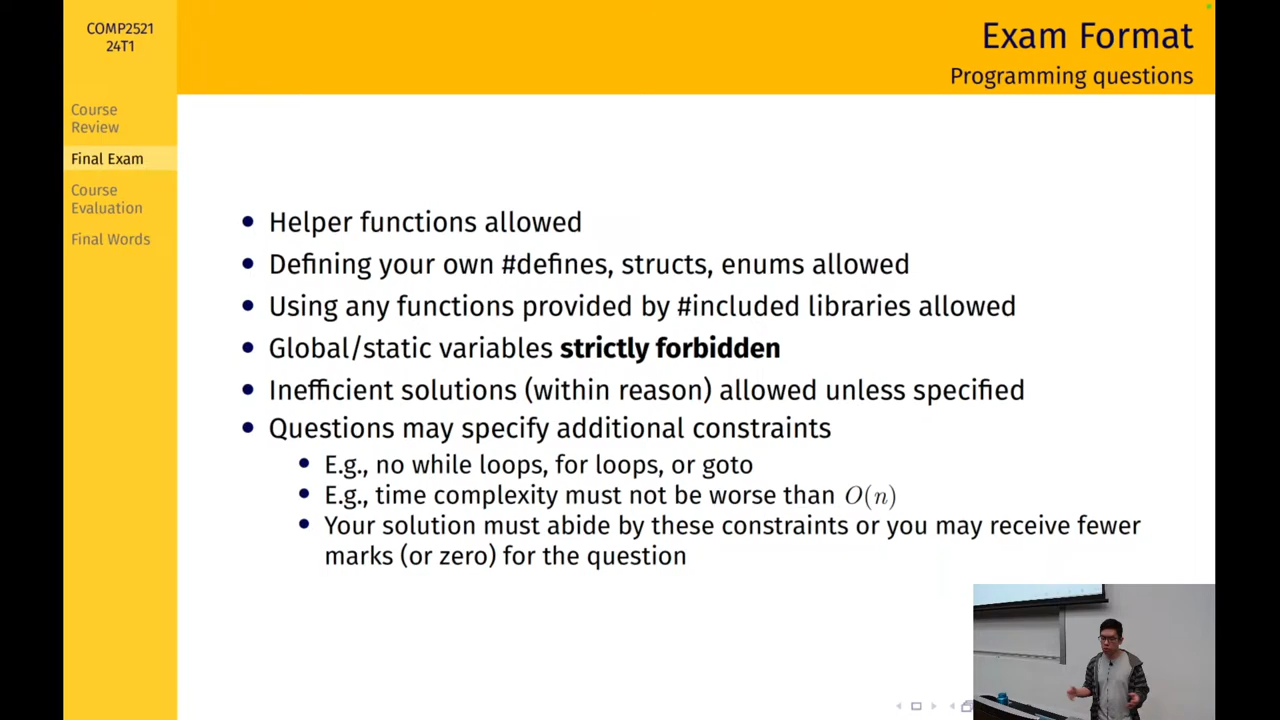 COMP2521
24T1
Course
Review
Final Exam
Course
Evaluation
Final Words
Exam Format
Programming questions
• Helper functions allowed
• Defining your own #defines, structs, enums allowed
• Using any functions provided by #included libraries allowed
• Global/static variables strictly forbidden
• Inefficient solutions (within reason) allowed unless specified
• Questions may specify additional constraints
• E.g., no while loops, for loops, or goto
• E.g., time complexity must not be worse than O(n)
• Your solution must abide by these constraints or you may receive fewer
marks (or zero) for the question